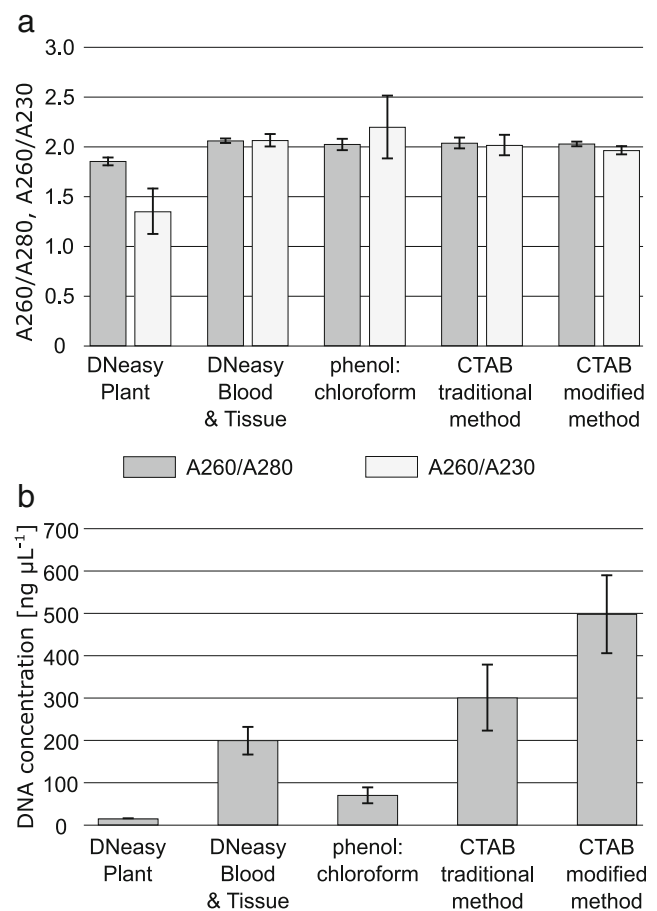 a
A260/A280, A260/A230
3.0
2.5
2.0
1.5
1.0
0.5
0
DNeasy
Plant
DNeasy
Blood
& Tissue
phenol:
chloroform
CTAB
traditional
method
CTAB
modified
method
A260/A280
A260/A230
b
DNA concentration [ng µL⁻¹]
700
600
500
400
300
200
100
0
DNeasy
Plant
DNeasy
Blood
& Tissue
phenol:
chloroform
CTAB
traditional
method
CTAB
modified
method